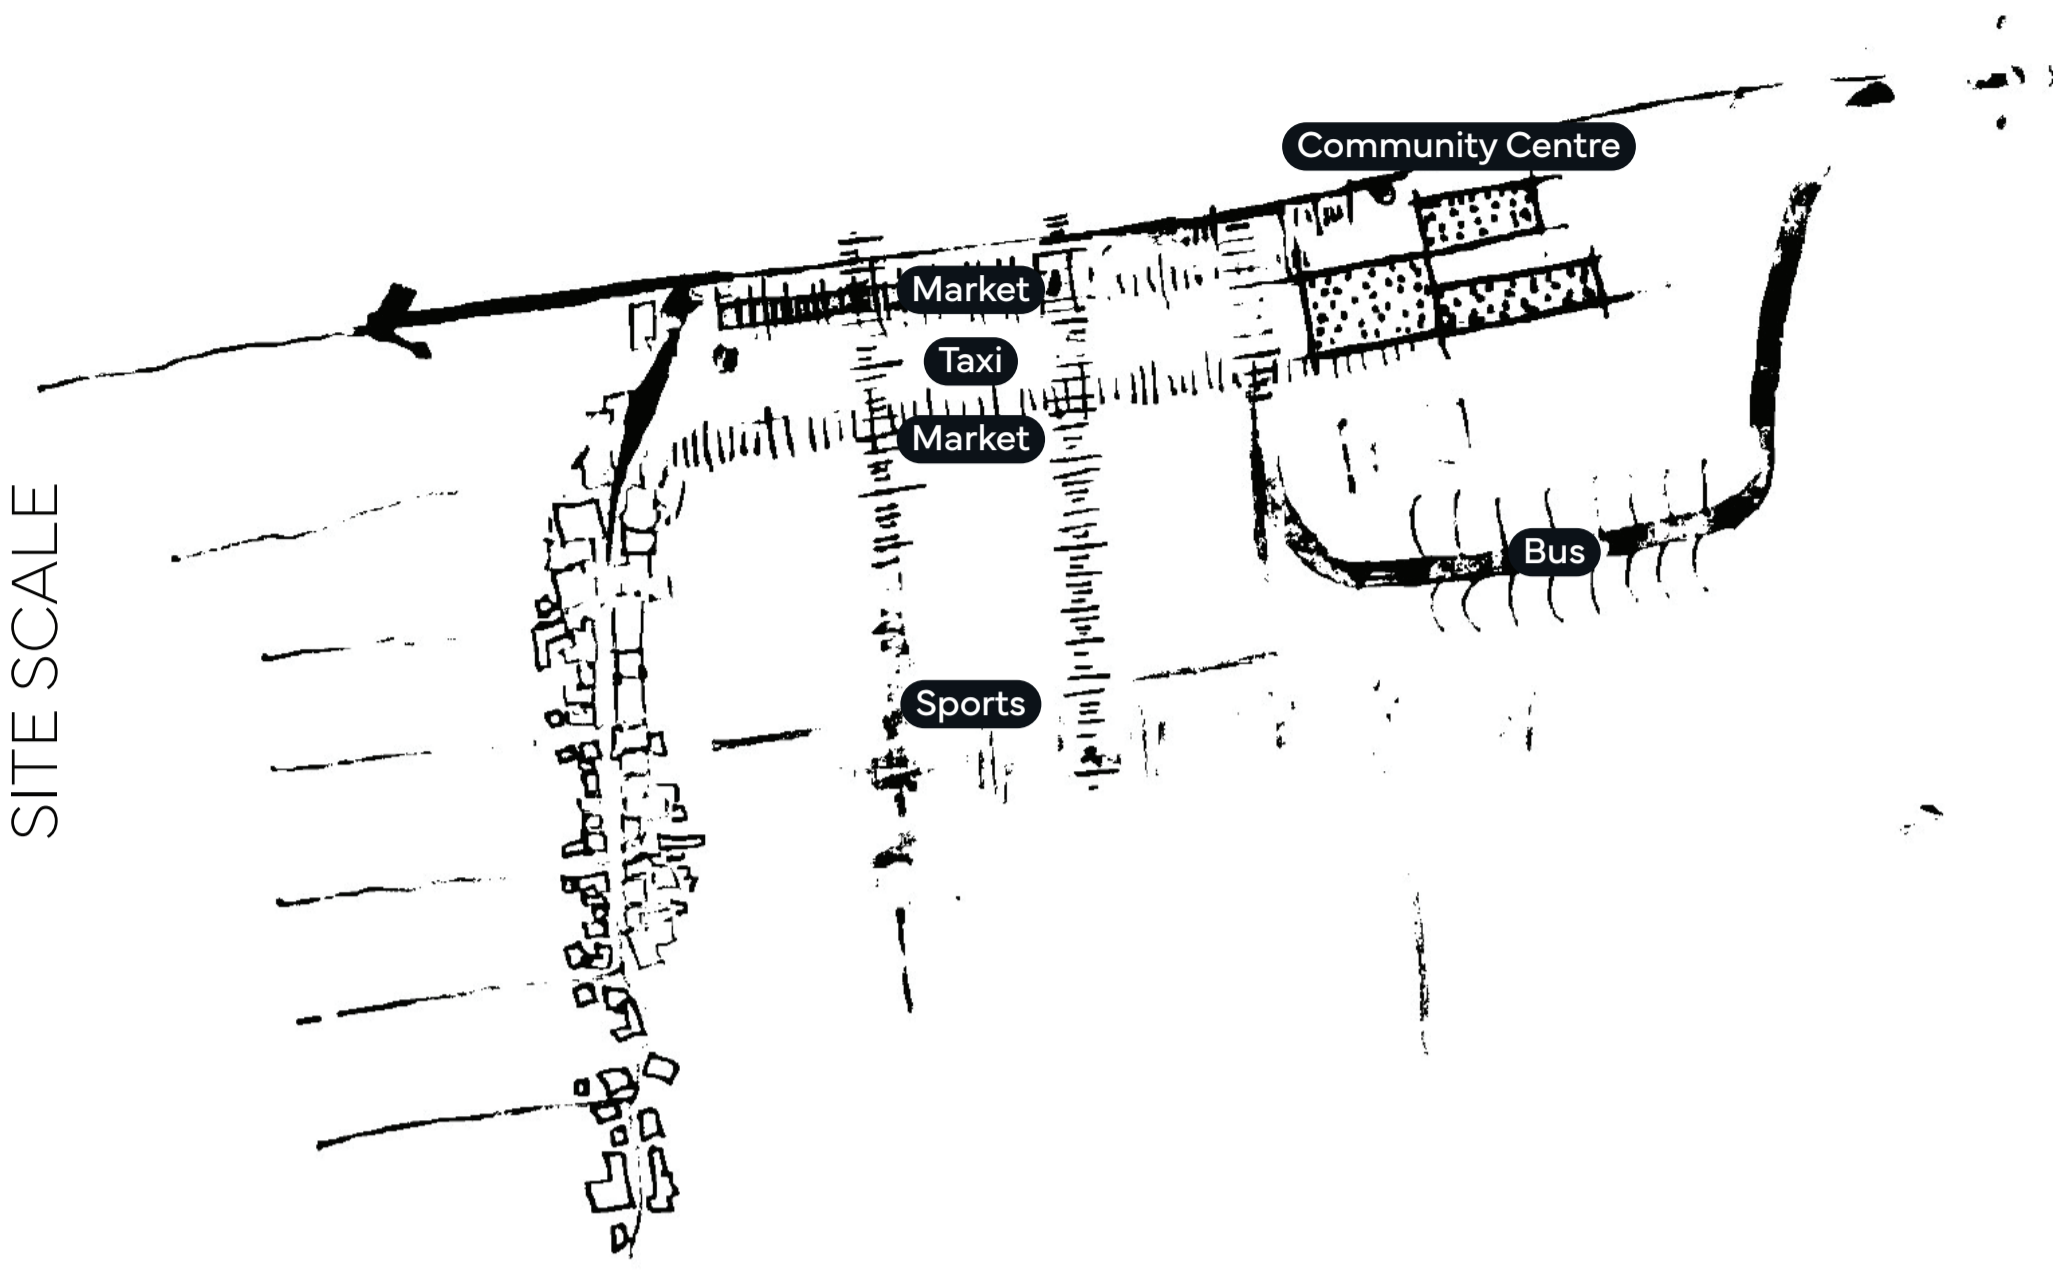 SITE SCALE
Community Centre
Market
Taxi
Market
Bus
Sports